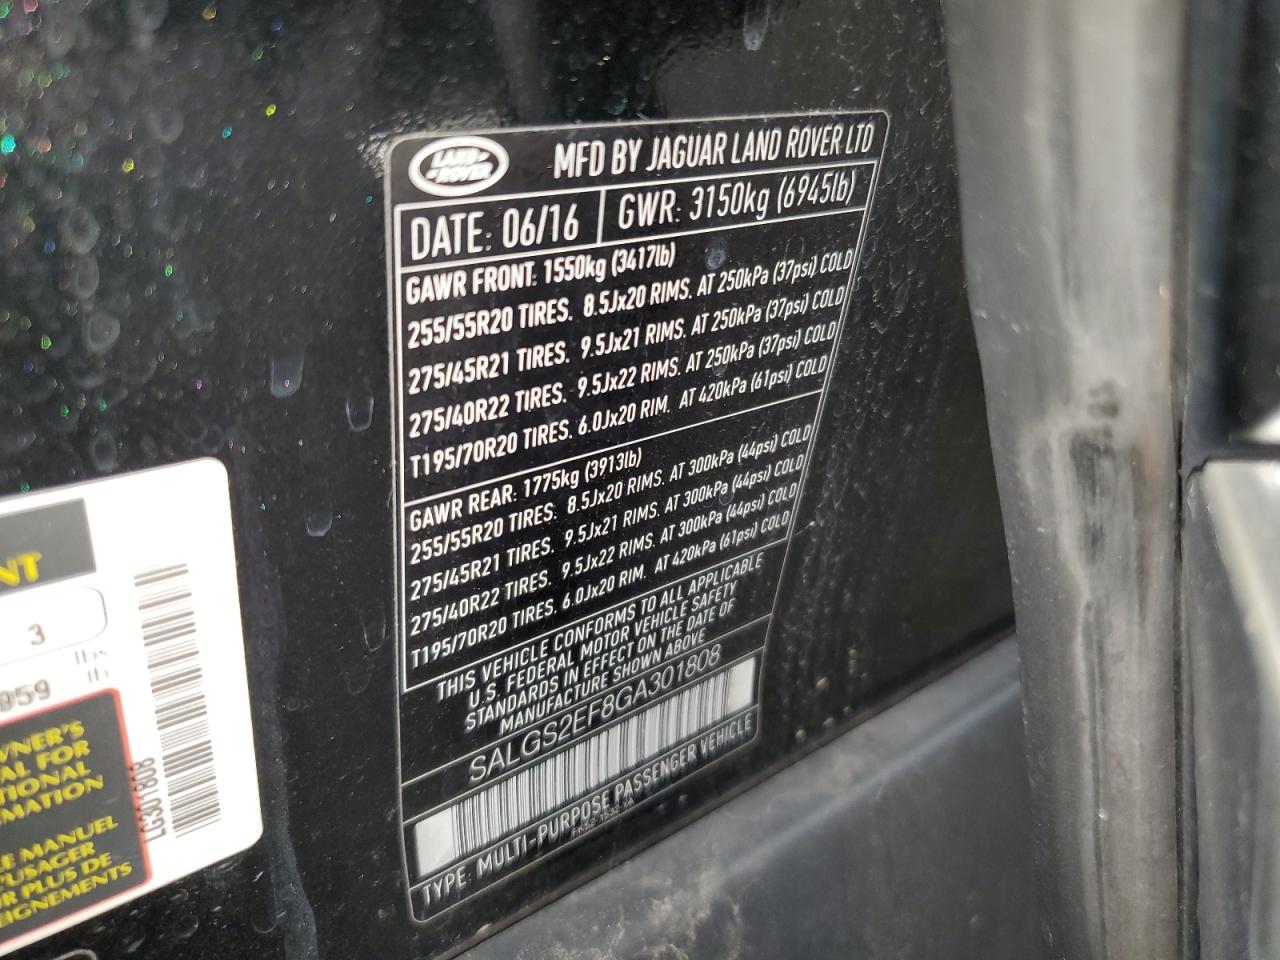 LAND ROVER
MFD BY JAGUAR LAND ROVER LTD
DATE: 06/16 GWR: 3150kg (6945lb)
GAWR FRONT: 1550kg (3417lb)
255/55R20 TIRES. 8.5Jx20 RIMS. AT 250kPa (37psi) COLD
275/45R21 TIRES. 9.5Jx21 RIMS. AT 250kPa (37psi) COLD
275/40R22 TIRES. 9.5Jx22 RIMS. AT 250kPa (37psi) COLD
T195/70R20 TIRES. 6.0Jx20 RIM. AT 420kPa (61psi) COLD
GAWR REAR: 1775kg (3913lb)
255/55R20 TIRES. 8.5Jx20 RIMS. AT 300kPa (44psi) COLD
275/45R21 TIRES. 9.5Jx21 RIMS. AT 300kPa (44psi) COLD
275/40R22 TIRES. 9.5Jx22 RIMS. AT 300kPa (44psi) COLD
T195/70R20 TIRES. 6.0Jx20 RIM. AT 420kPa (61psi) COLD
THIS VEHICLE CONFORMS TO ALL APPLICABLE
U.S. FEDERAL MOTOR VEHICLE SAFETY
STANDARDS IN EFFECT ON THE DATE OF
MANUFACTURE SHOWN ABOVE
SALGS2EF8GA301808
TYPE: MULTI-PURPOSE PASSENGER VEHICLE
NT
3
lbs
959 lb
WNER'S
AL FOR
TIONAL
RMATION
LE MANUEL
'USAGER
R PLUS DE
EIGNEMENTS
LG301808